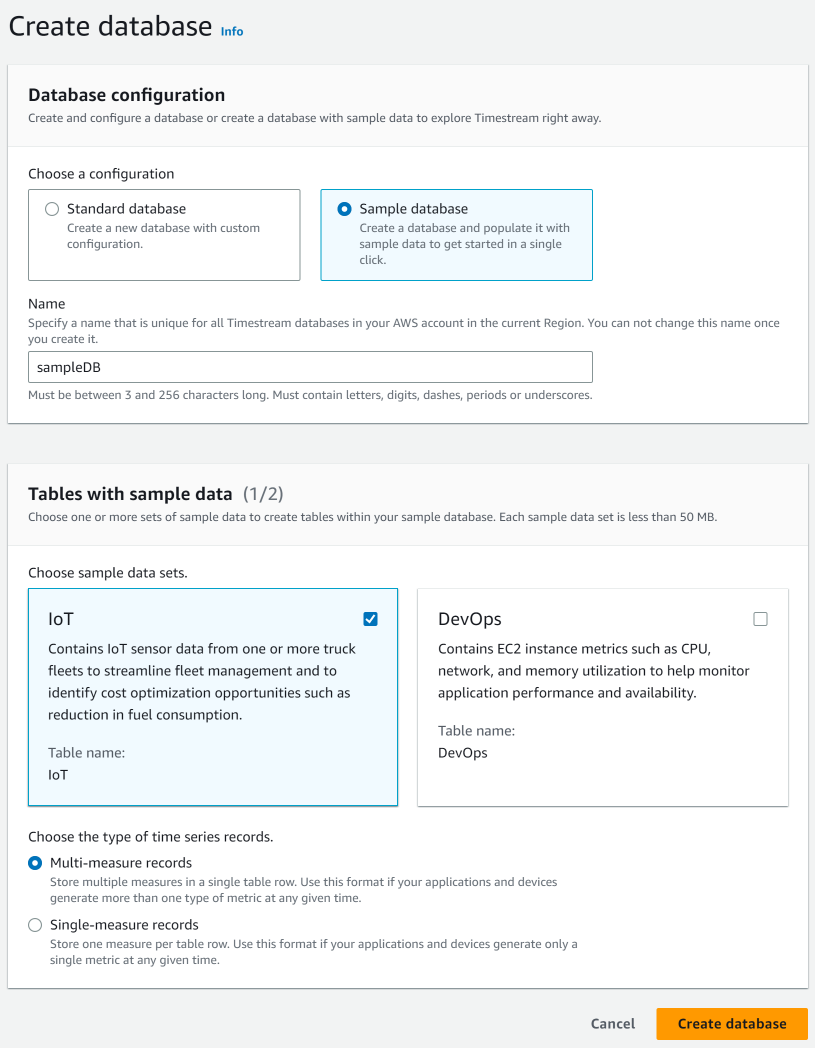 Create database Info
Database configuration
Create and configure a database or create a database with sample data to explore Timestream right away.
Choose a configuration
Standard database
Create a new database with custom
configuration.
Sample database
Create a database and populate it with
sample data to get started in a single
click.
Name
Specify a name that is unique for all Timestream databases in your AWS account in the current Region. You can not change this name once
you create it.
sampleDB
Must be between 3 and 256 characters long. Must contain letters, digits, dashes, periods or underscores.
Tables with sample data (1/2)
Choose one or more sets of sample data to create tables within your sample database. Each sample data set is less than 50 MB.
Choose sample data sets.
IoT
Contains IoT sensor data from one or more truck
fleets to streamline fleet management and to
identify cost optimization opportunities such as
reduction in fuel consumption.
Table name:
IoT
DevOps
Contains EC2 instance metrics such as CPU,
network, and memory utilization to help monitor
application performance and availability.
Table name:
DevOps
Choose the type of time series records.
Multi-measure records
Store multiple measures in a single table row. Use this format if your applications and devices
generate more than one type of metric at any given time.
Single-measure records
Store one measure per table row. Use this format if your applications and devices generate only a
single metric at any given time.
Cancel
Create database